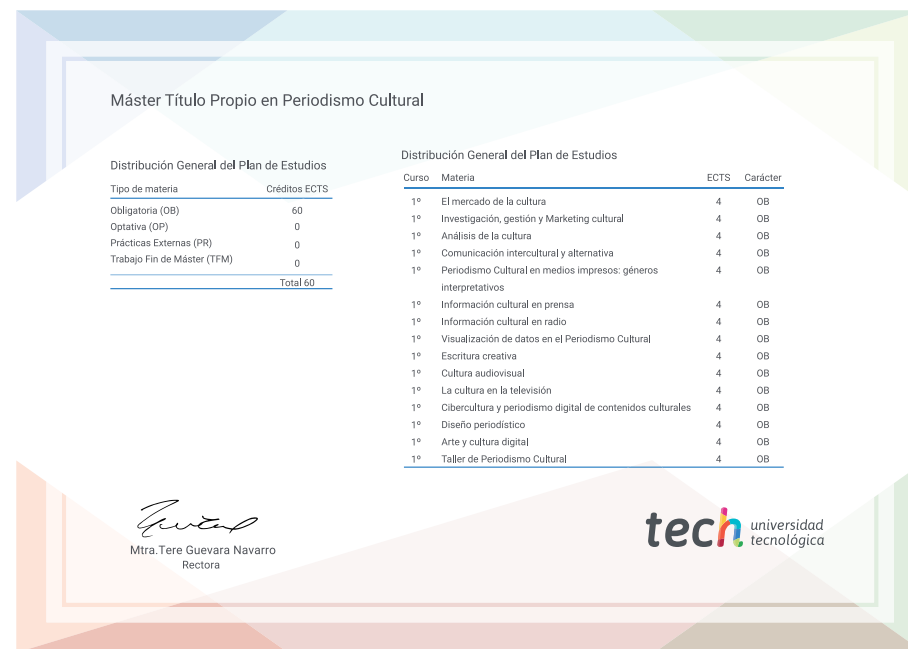 Máster Título Propio en Periodismo Cultural
Distribución General del Plan de Estudios
Tipo de materia Créditos ECTS
Obligatoria (OB) 60
Optativa (OP) 0
Prácticas Externas (PR) 0
Trabajo Fin de Máster (TFM) 0
Total 60
Distribución General del Plan de Estudios
Curso Materia ECTS Carácter
1º El mercado de la cultura 4 OB
1º Investigación, gestión y Marketing cultural 4 OB
1º Análisis de la cultura 4 OB
1º Comunicación intercultural y alternativa 4 OB
1º Periodismo Cultural en medios impresos: géneros 4 OB
interpretativos
1º Información cultural en prensa 4 OB
1º Información cultural en radio 4 OB
1º Visualización de datos en el Periodismo Cultural 4 OB
1º Escritura creativa 4 OB
1º Cultura audiovisual 4 OB
1º La cultura en la televisión 4 OB
1º Cibercultura y periodismo digital de contenidos culturales 4 OB
1º Diseño periodístico 4 OB
1º Arte y cultura digital 4 OB
1º Taller de Periodismo Cultural 4 OB
Mtra.Tere Guevara Navarro
Rectora
tech universidad
tecnológica